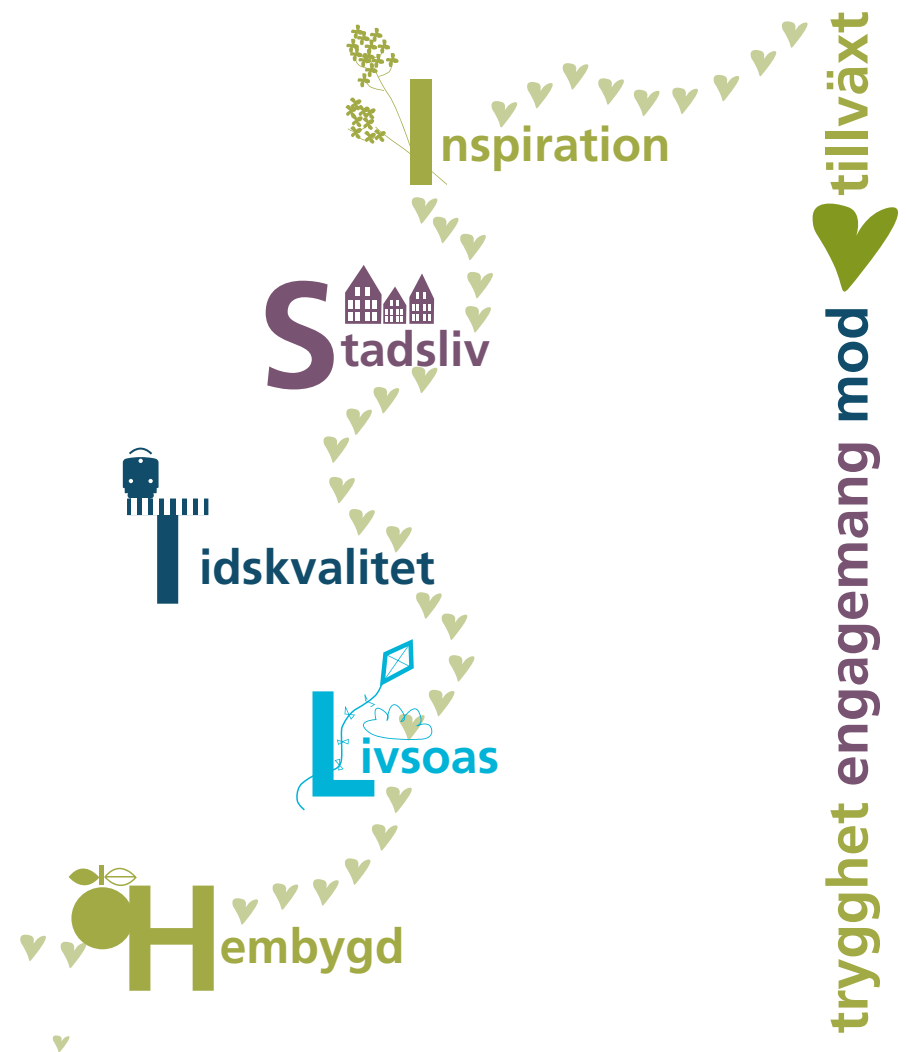 Inspiration
Stadsliv
Tidskvalitet
Livsoas
Hembygd
trygghet engagemang mod tillväxt